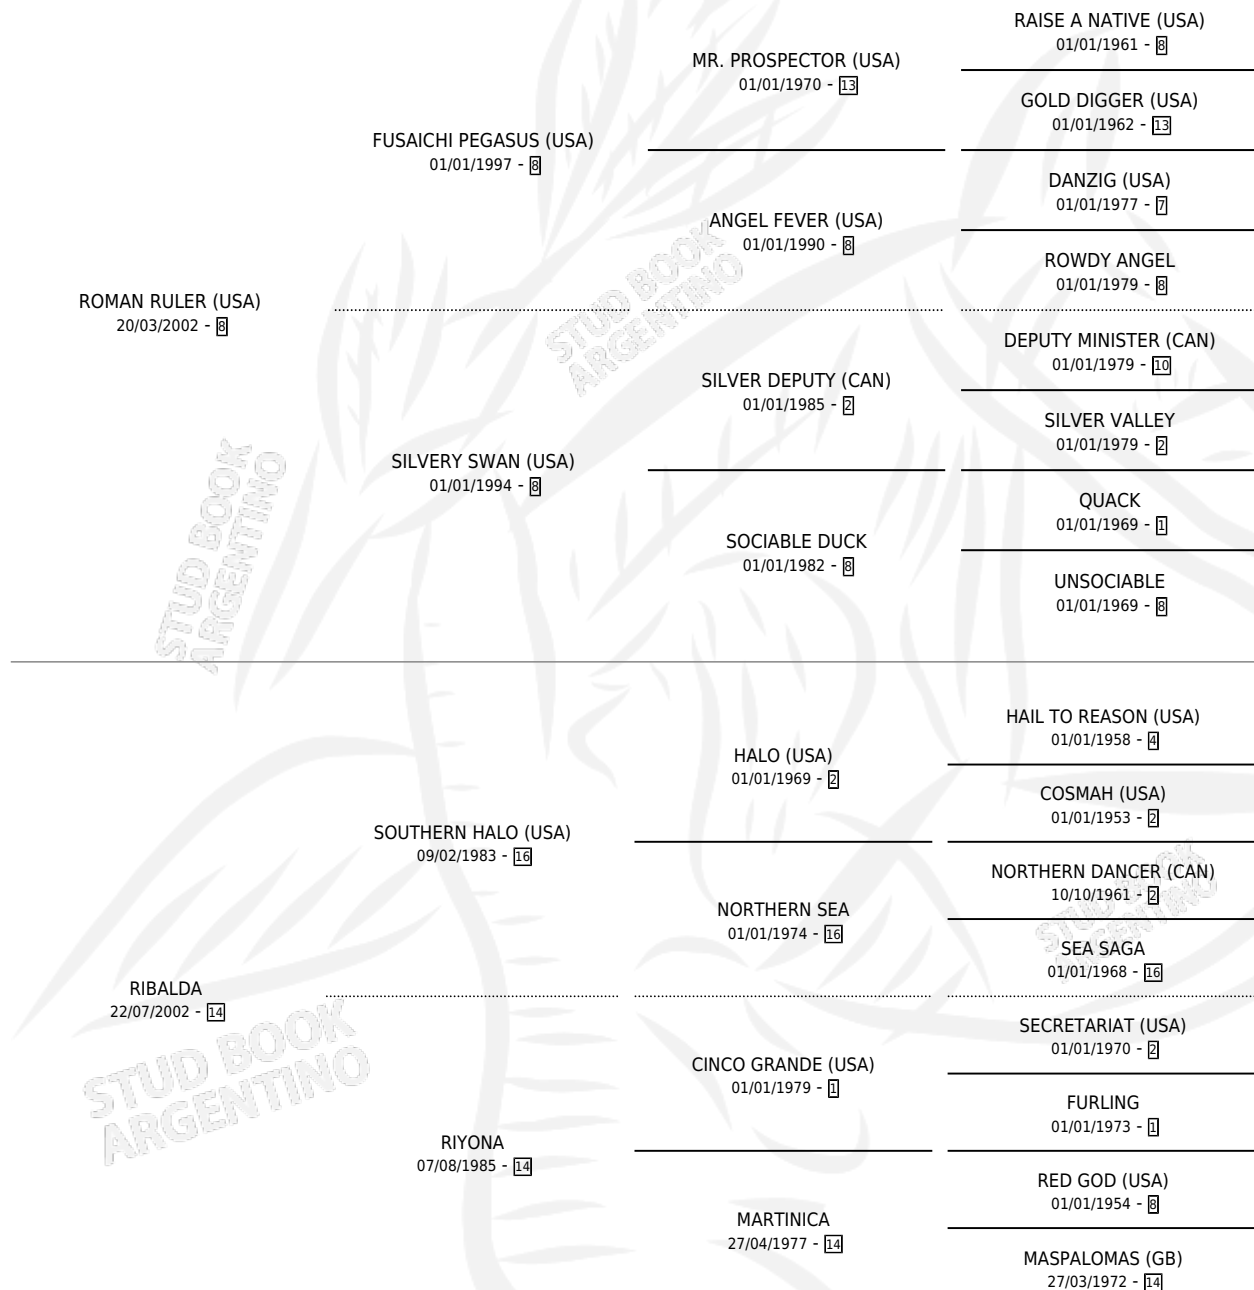 RAISE A NATIVE (USA)
01/01/1961 - 8
MR. PROSPECTOR (USA)
01/01/1970 - 13
GOLD DIGGER (USA)
01/01/1962 - 13
FUSAICHI PEGASUS (USA)
01/01/1997 - 8
DANZIG (USA)
01/01/1977 - 7
ANGEL FEVER (USA)
01/01/1990 - 8
ROWDY ANGEL
01/01/1979 - 8
ROMAN RULER (USA)
20/03/2002 - 8
DEPUTY MINISTER (CAN)
01/01/1979 - 10
SILVER DEPUTY (CAN)
01/01/1985 - 2
SILVER VALLEY
01/01/1979 - 2
SILVERY SWAN (USA)
01/01/1994 - 8
QUACK
01/01/1969 - 1
SOCIABLE DUCK
01/01/1982 - 8
UNSOCIABLE
01/01/1969 - 8
HAIL TO REASON (USA)
01/01/1958 - 4
HALO (USA)
01/01/1969 - 2
COSMAH (USA)
01/01/1953 - 2
SOUTHERN HALO (USA)
09/02/1983 - 16
NORTHERN DANCER (CAN)
10/10/1961 - 2
NORTHERN SEA
01/01/1974 - 16
SEA SAGA
01/01/1968 - 16
RIBALDA
22/07/2002 - 14
SECRETARIAT (USA)
01/01/1970 - 2
CINCO GRANDE (USA)
01/01/1979 - 1
FURLING
01/01/1973 - 1
RIYONA
07/08/1985 - 14
RED GOD (USA)
01/01/1954 - 8
MARTINICA
27/04/1977 - 14
MASPALOMAS (GB)
27/03/1972 - 14
STUD BOOK
ARGENTINO
STUD BOOK
ARGENTINO
STUD BOOK
ARGENTINO
STUD BOOK
ARGENTINO